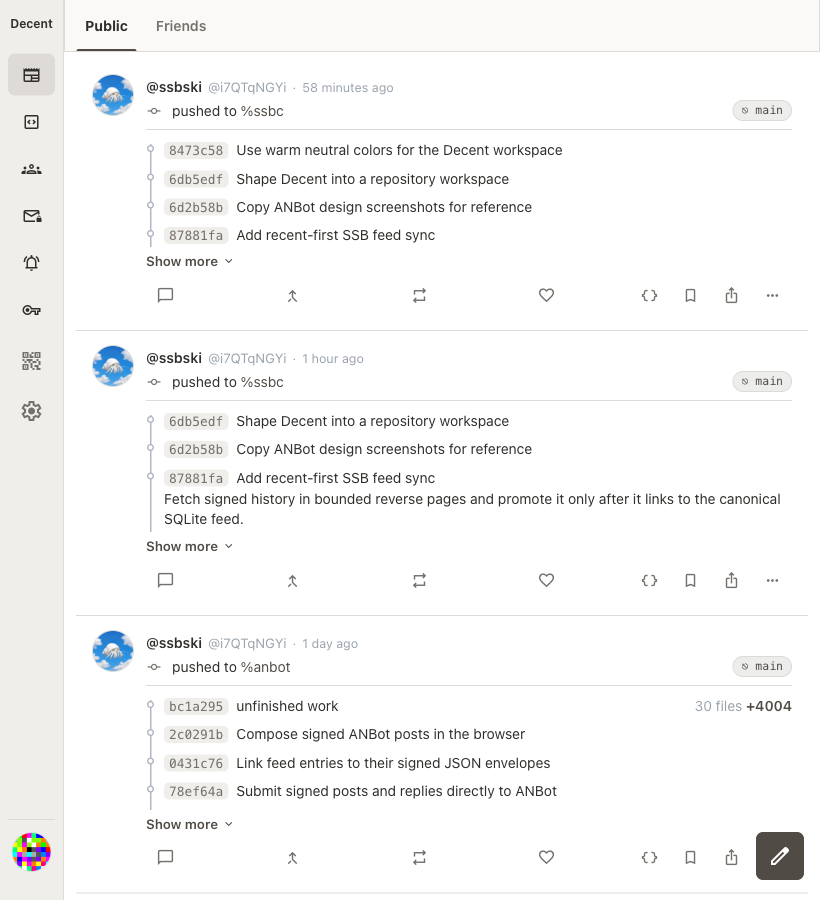 Decent
Public Friends
@ssbski @i7QTqNGYi · 58 minutes ago
pushed to %ssbc main
8473c58 Use warm neutral colors for the Decent workspace
6db5edf Shape Decent into a repository workspace
6d2b58b Copy ANBot design screenshots for reference
87881fa Add recent-first SSB feed sync
Show more
@ssbski @i7QTqNGYi · 1 hour ago
pushed to %ssbc main
6db5edf Shape Decent into a repository workspace
6d2b58b Copy ANBot design screenshots for reference
87881fa Add recent-first SSB feed sync
Fetch signed history in bounded reverse pages and promote it only after it links to the canonical
SQLite feed.
Show more
@ssbski @i7QTqNGYi · 1 day ago
pushed to %anbot main
bc1a295 unfinished work 30 files +4004
2c0291b Compose signed ANBot posts in the browser
0431c76 Link feed entries to their signed JSON envelopes
78ef64a Submit signed posts and replies directly to ANBot
Show more